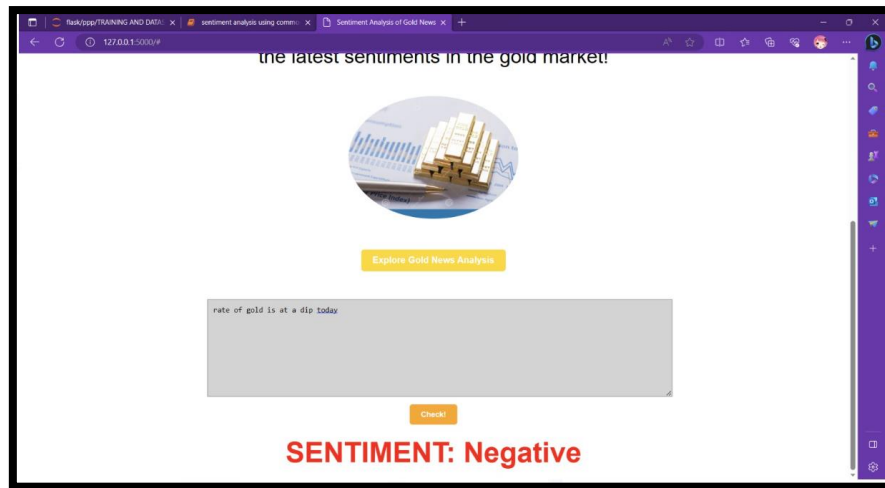 flask/ppp/TRAINING AND DATA
sentiment analysis using comm
Sentiment Analysis of Gold News
127.0.0.1:5000/#
the latest sentiments in the gold market!
Explore Gold News Analysis
rate of gold is at a dip today
Check!
SENTIMENT: Negative